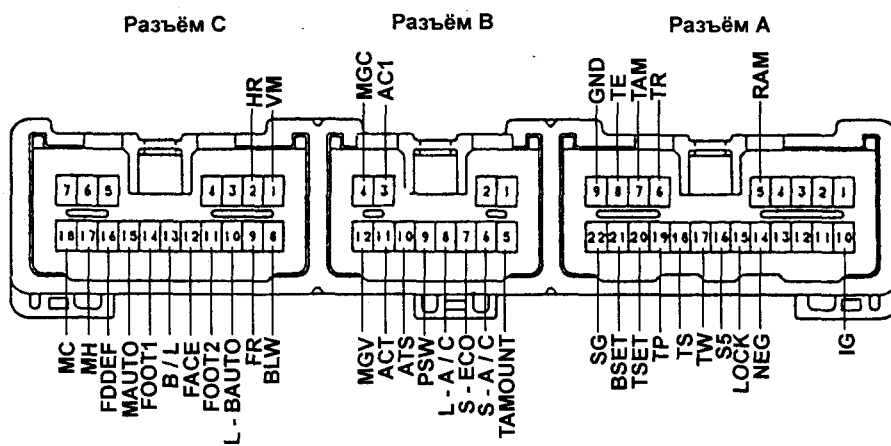 Разъём C
Разъём B
Разъём A
HR
VM
MGC
AC1
GND
TE
TAM
TR
RAM
7 6 5 4 3 2 1
4 3 2 1
9 8 7 6 5 4 3 2 1
18 17 16 15 14 13 12 11 10 9 8
12 11 10 9 8 7 6 5
22 21 20 19 18 17 16 15 14 13 12 11 10
MC
MH
FDDEF
MAUTO
FOOT1
B / L
FACE
FOOT2
L - BAUTO
FR
BLW
MGV
ACT
ATS
PSW
L - A / C
S - ECO
S - A / C
TAMOUNT
SG
BSET
TSET
TP
TS
TW
S5
LOCK
NEG
IG